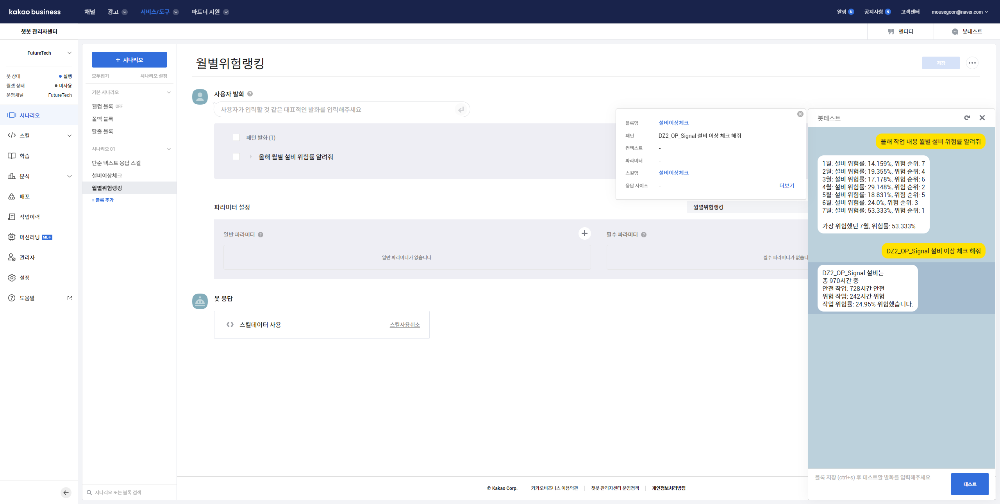 kakao business
채널
광고
서비스/도구
파트너 지원
알림 N
공지사항 N
고객센터
mousegoon@naver.com
챗봇 관리자센터
엔티티
봇테스트
FutureTech
봇 상태
실행
월렛 상태
미사용
운영채널
FutureTech
시나리오
스킬
학습
분석
배포
작업이력
머신러닝 ML+
관리자
설정
도움말
+ 시나리오
모두접기
시나리오 설정
기본 시나리오
웰컴 블록 OFF
폴백 블록
탈출 블록
시나리오 01
단순 텍스트 응답 스킬
설비이상체크
월별위험랭킹
+ 블록 추가
시나리오 또는 블록 검색
월별위험랭킹
저장
사용자 발화 ?
사용자가 입력할 것 같은 대표적인 발화를 입력해주세요
패턴 발화 (1)
올해 월별 설비 위험률 알려줘
파라미터 설정
월별위험랭킹
일반 파라미터 ?
일반 파라미터가 없습니다.
필수 파라미터 ?
필수 파라미터가 없습니
봇 응답
스킬데이터 사용
스킬사용취소
블록명
설비이상체크
패턴
DZ2_OP_Signal 설비 이상 체크 해줘
컨텍스트
-
파라미터
-
스킬명
설비이상체크
응답 사이즈
-
더보기
봇테스트
올해 작업 내용 월별 설비 위험률 알려줘
1월: 설비 위험률: 14.159%, 위험 순위: 7
2월: 설비 위험률: 19.355%, 위험 순위: 4
3월: 설비 위험률: 17.178%, 위험 순위: 6
4월: 설비 위험률: 29.148%, 위험 순위: 2
5월: 설비 위험률: 18.831%, 위험 순위: 5
6월: 설비 위험률: 24.0%, 위험 순위: 3
7월: 설비 위험률: 53.333%, 위험 순위: 1
가장 위험했던 7월, 위험률: 53.333%
DZ2_OP_Signal 설비 이상 체크 해줘
DZ2_OP_Signal 설비는
총 970시간 중
안전 작업: 728시간 안전
위험 작업: 242시간 위험
작업 위험률: 24.95% 위험했습니다.
블록 저장 (ctrl+s) 후 테스트할 발화를 입력해주세요
테스트
© Kakao Corp.
카카오비즈니스 이용약관
챗봇 관리자센터 운영정책
개인정보처리방침